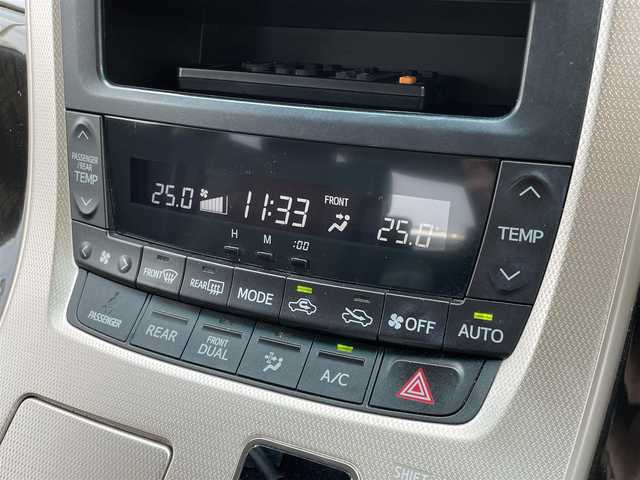 PASSENGER
/REAR
TEMP
25.0
11:33
FRONT
25.0°
H M :00
TEMP
FRONT
REAR
MODE
OFF
AUTO
PASSENGER
REAR
FRONT
DUAL
A/C
SHIFT